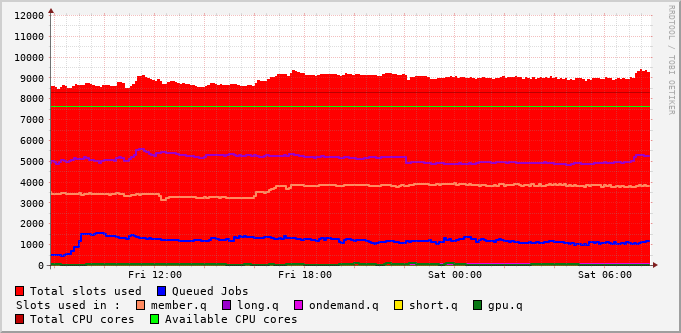 RRDTOOL / TOBI OETIKER
12000
11000
10000
9000
8000
7000
6000
5000
4000
3000
2000
1000
0
Fri 12:00 Fri 18:00 Sat 00:00 Sat 06:00
Total slots used Queued Jobs
Slots used in : member.q long.q ondemand.q short.q gpu.q
Total CPU cores Available CPU cores